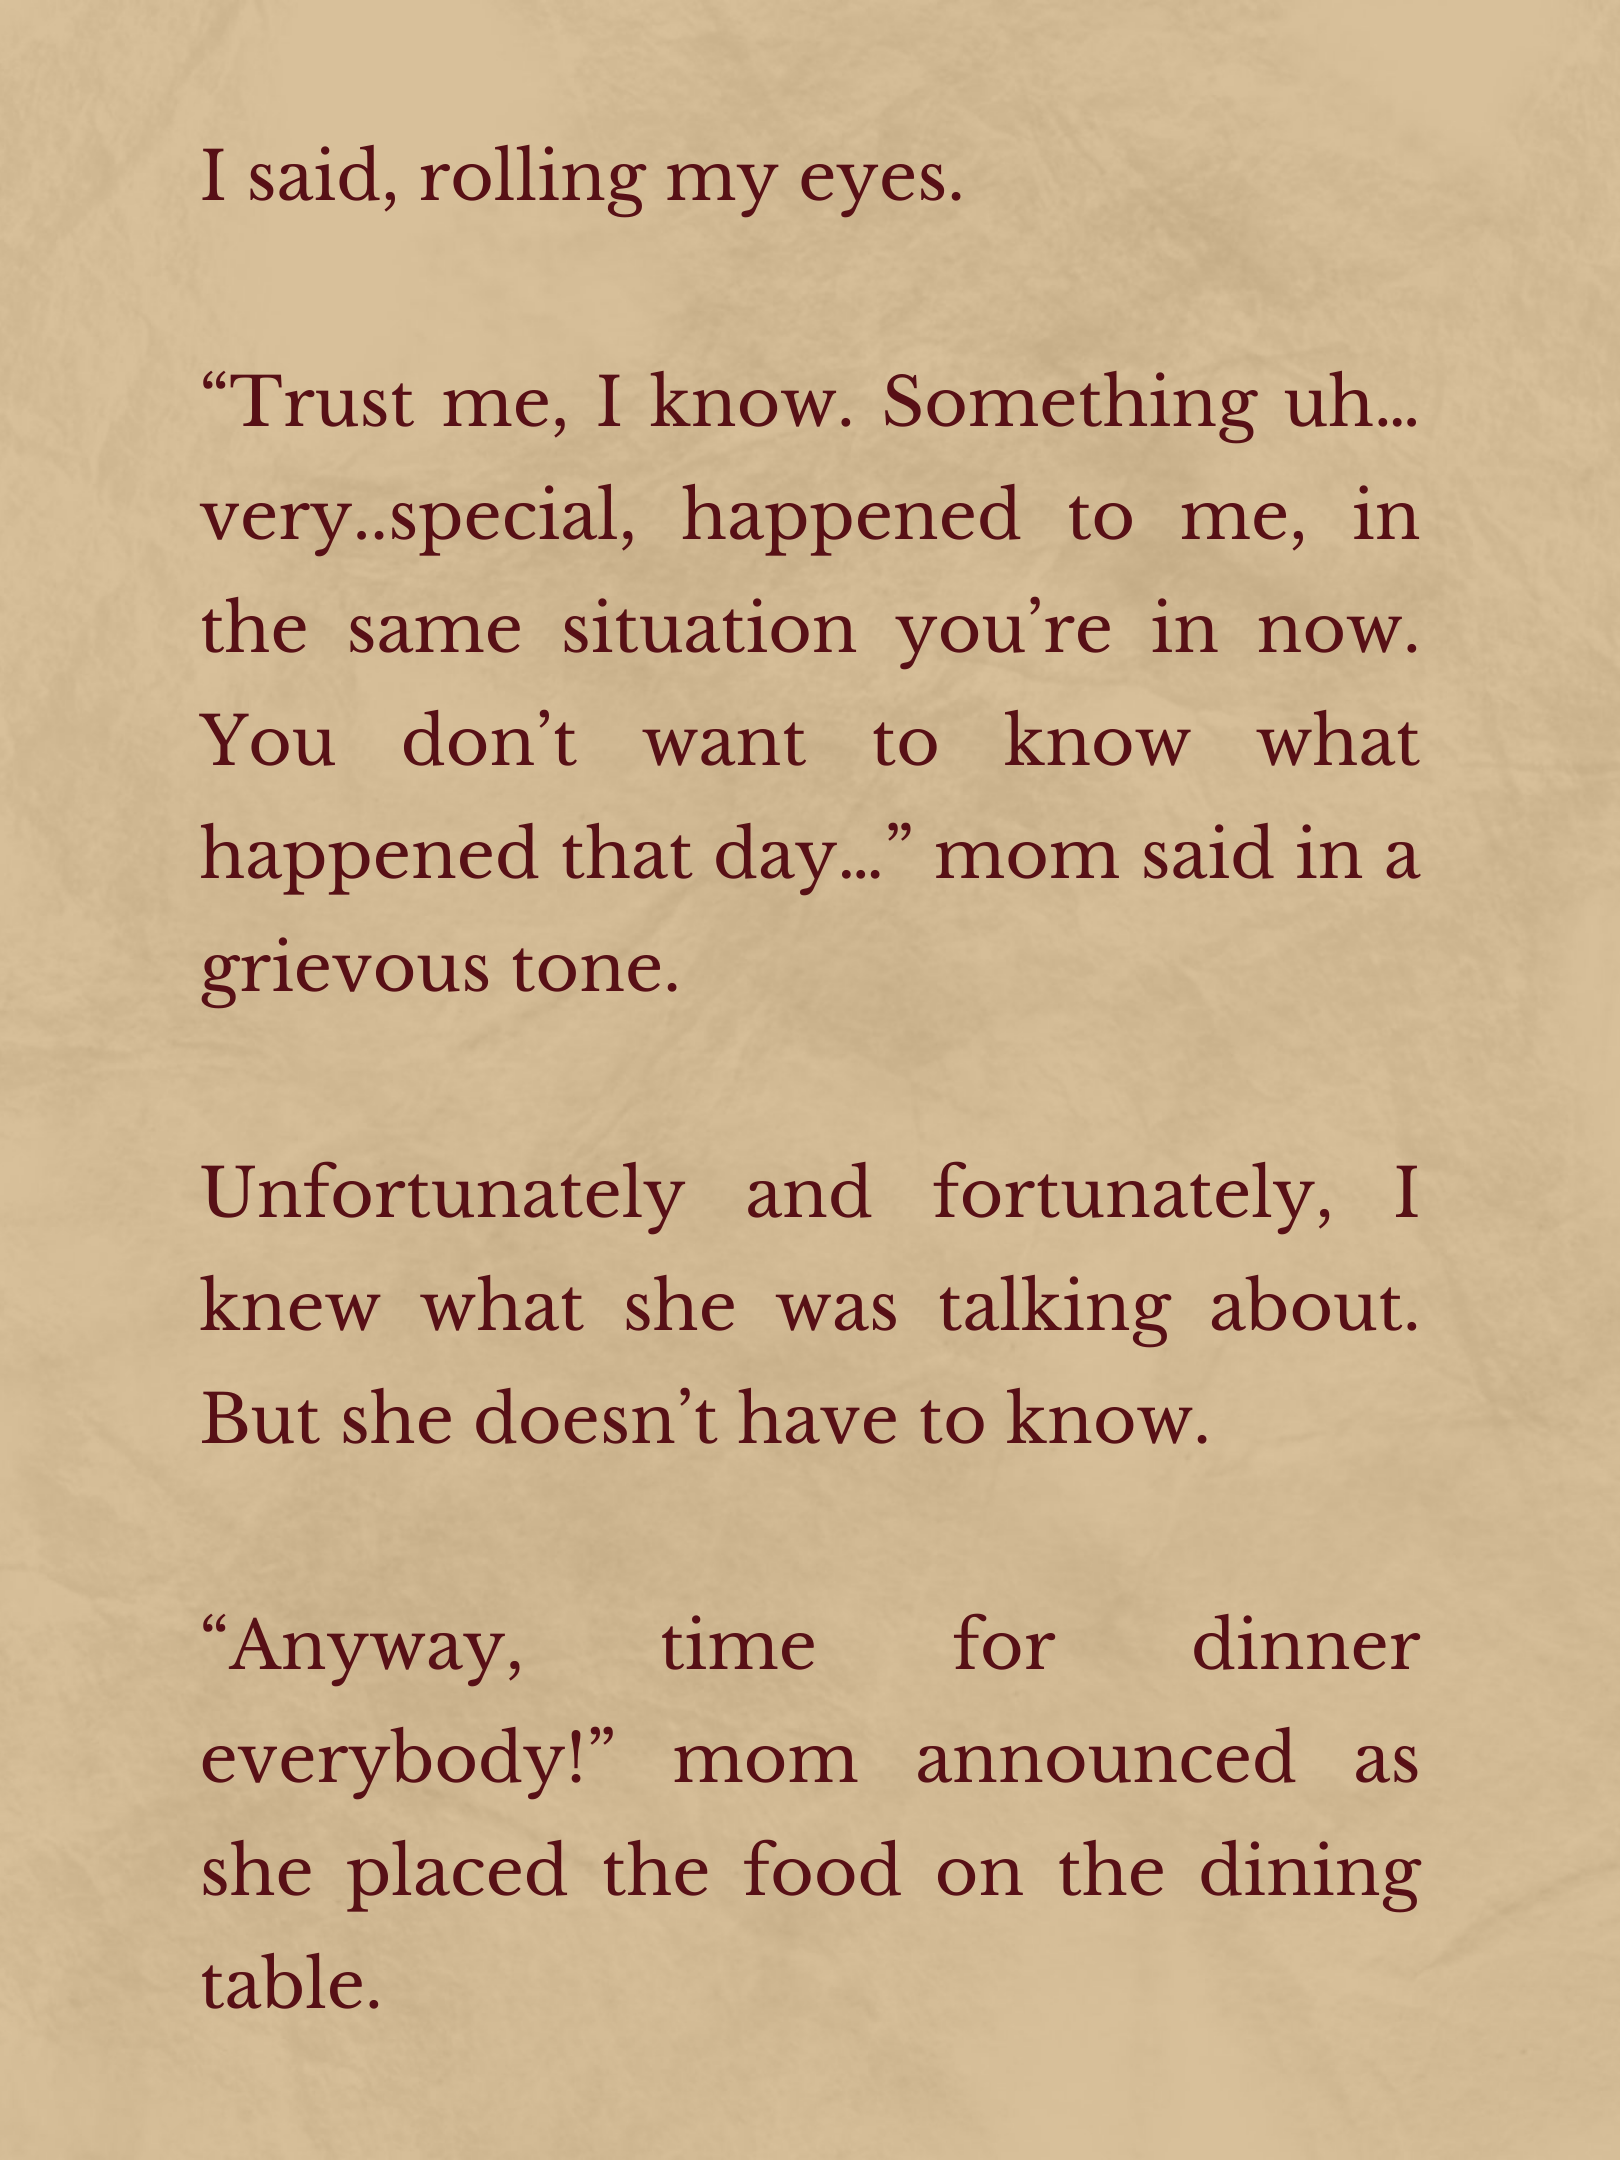 I said, rolling my eyes.
“Trust me, I know. Something uh…
very..special, happened to me, in
the same situation you’re in now.
You don’t want to know what
happened that day…” mom said in a
grievous tone.
Unfortunately and fortunately, I
knew what she was talking about.
But she doesn’t have to know.
“Anyway, time for dinner
everybody!” mom announced as
she placed the food on the dining
table.